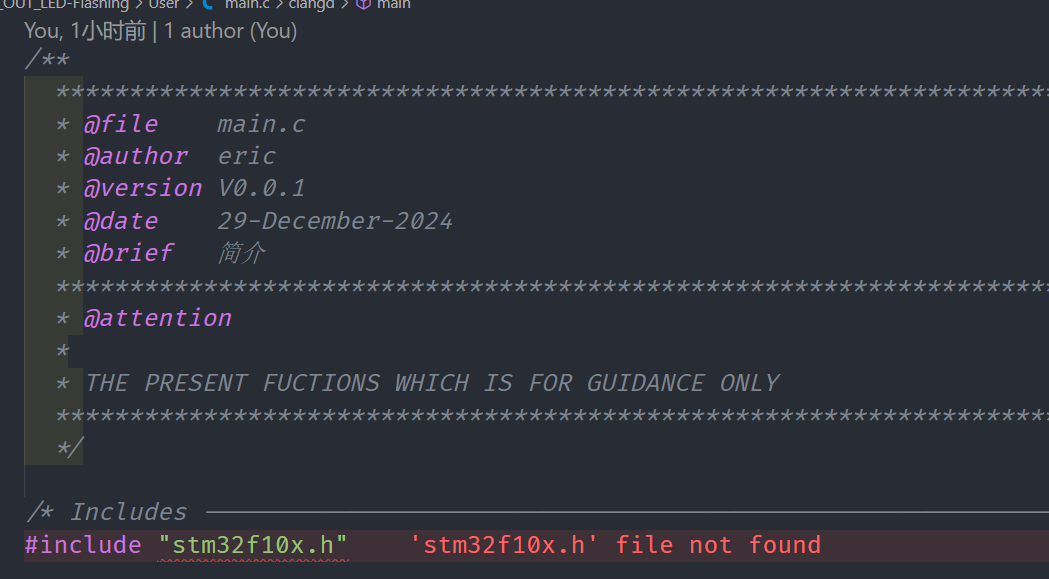 _OUT_LED-Flashing > User > main.c > clangd > main
You, 1小时前 | 1 author (You)
/**
******************************************************************
* @file main.c
* @author eric
* @version V0.0.1
* @date 29-December-2024
* @brief 简介
******************************************************************
* @attention
*
* THE PRESENT FUCTIONS WHICH IS FOR GUIDANCE ONLY
******************************************************************
*/
/* Includes ────────────────────────
#include "stm32f10x.h" 'stm32f10x.h' file not found